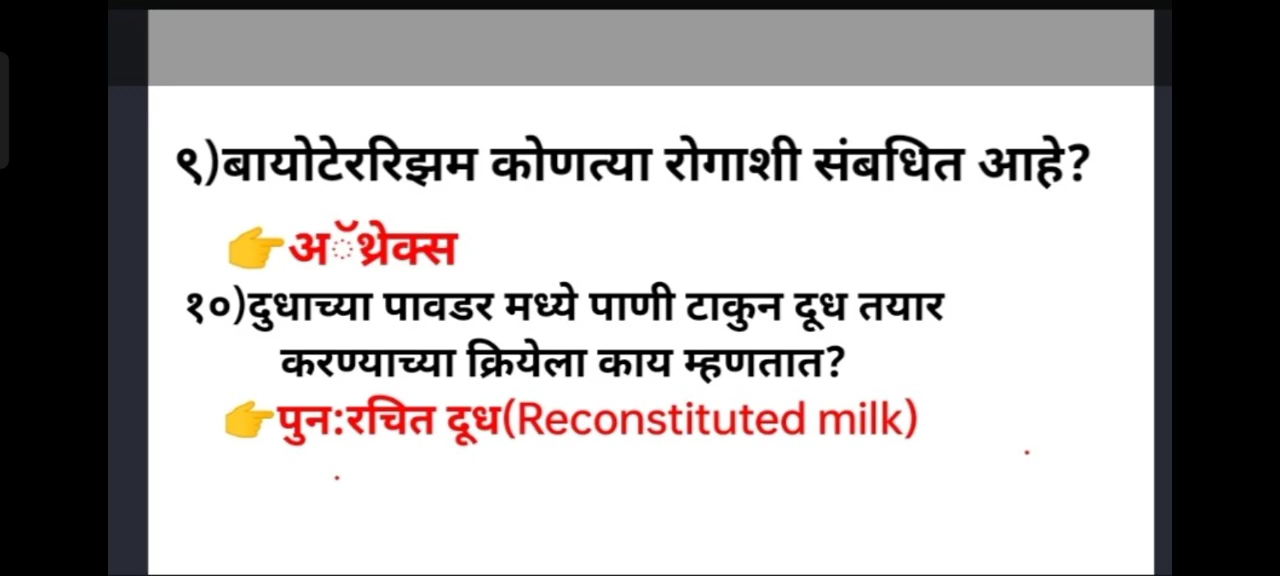 ९)बायोटेररिझम कोणत्या रोगाशी संबधित आहे?
👉अॅथ्रेक्स
१०)दुधाच्या पावडर मध्ये पाणी टाकुन दूध तयार
करण्याच्या क्रियेला काय म्हणतात?
👉पुन:रचित दूध(Reconstituted milk)